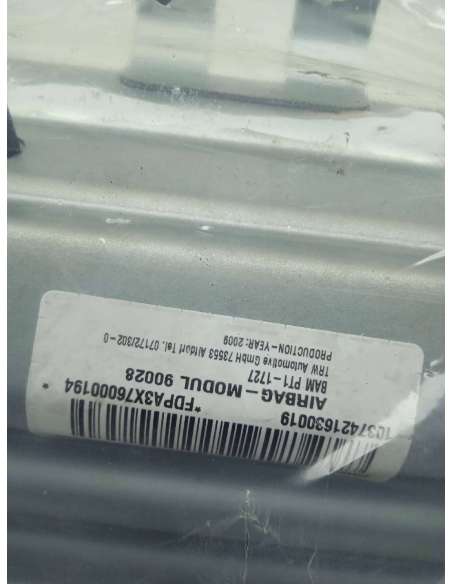 1Q37421630019
*FDPA3X76000194
AIRBAG-MODUL 90028
BAM PT1-1727
TRW Automotive GmbH 73553 Alfdorf Tel. 07172/302-0
PRODUCTION-YEAR: 2009